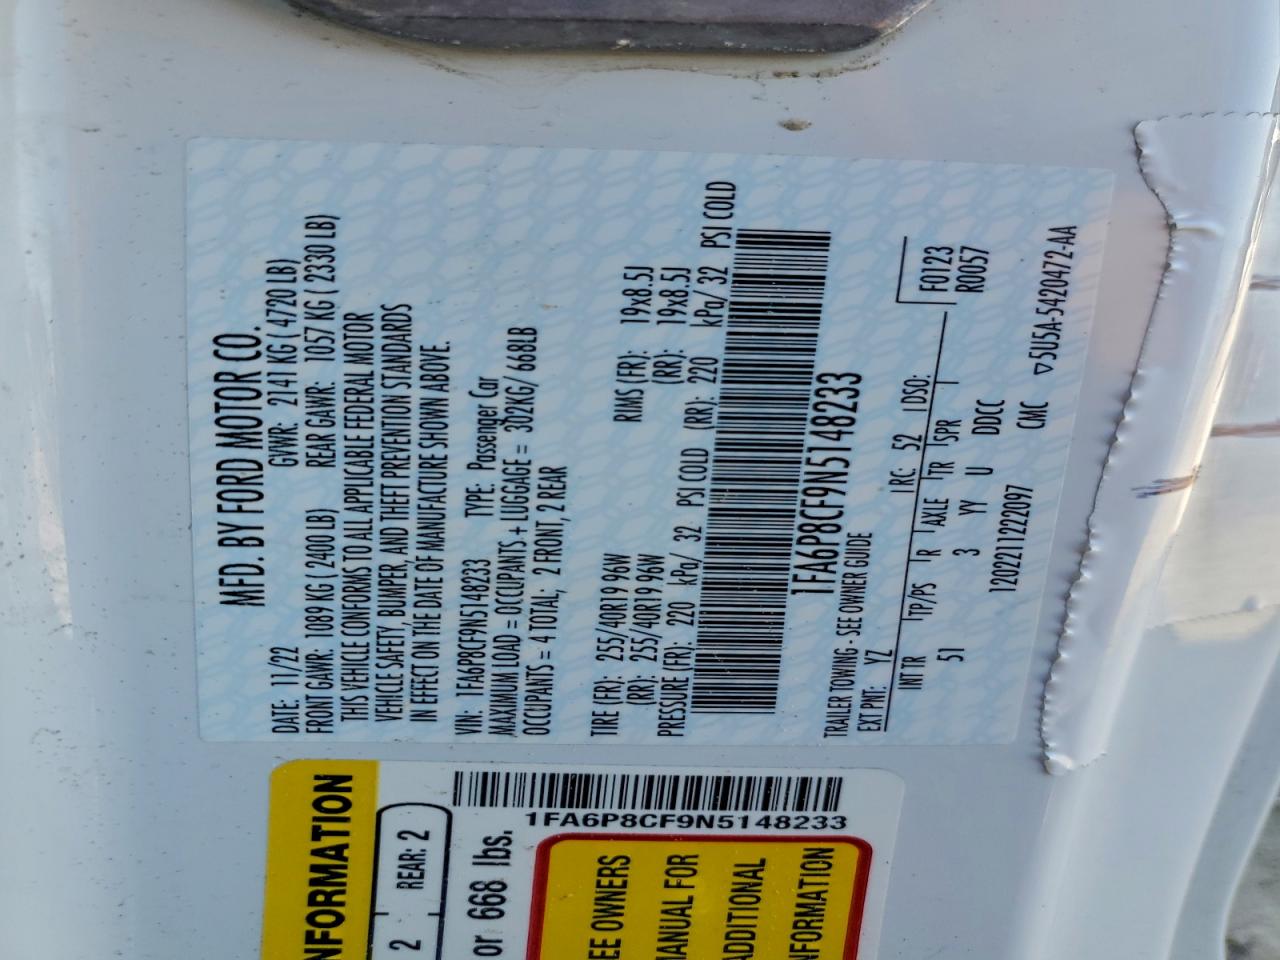 MFD. BY FORD MOTOR CO.
DATE: 11/22 GVWR: 2141 KG ( 4720 LB)
FRONT GAWR: 1089 KG ( 2400 LB) REAR GAWR: 1057 KG ( 2330 LB)
THIS VEHICLE CONFORMS TO ALL APPLICABLE FEDERAL MOTOR
VEHICLE SAFETY, BUMPER, AND THEFT PREVENTION STANDARDS
IN EFFECT ON THE DATE OF MANUFACTURE SHOWN ABOVE.
VIN: 1FA6P8CF9N5148233 TYPE: Passenger Car
MAXIMUM LOAD = OCCUPANTS + LUGGAGE = 302KG/ 668LB
OCCUPANTS = 4 TOTAL; 2 FRONT, 2 REAR
TIRE (FR): 255/40R19 96W RIMS (FR): 19x8.5J
(RR): 255/40R19 96W (RR): 19x8.5J
PRESSURE (FR): 220 kPa/ 32 PSI COLD (RR): 220 kPa/ 32 PSI COLD
1FA6P8CF9N5148233
TRAILER TOWING - SEE OWNER GUIDE
EXT PNT: YZ RC: 52 DSO: F0123
INTR TP/PS R AXLE TR SPR R0057
51 3 YY U DDCC
12022111222097 CMC ▽5U5A-5420472-AA
NFORMATION
2 REAR: 2
or 668 lbs.
1FA6P8CF9N5148233
EE OWNERS
MANUAL FOR
ADDITIONAL
NFORMATION